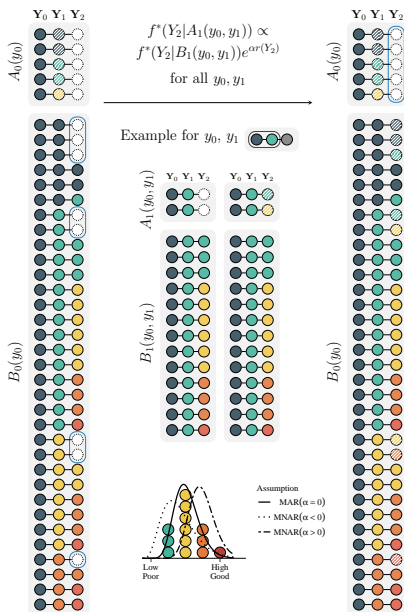 Y₀ Y₁ Y₂
A₀(y₀)
B₀(y₀)
f*(Y₂|A₁(y₀, y₁)) ∝
f*(Y₂|B₁(y₀, y₁))e^{αr(Y₂)}
for all y₀, y₁
Example for y₀, y₁
Y₀ Y₁ Y₂ Y₀ Y₁ Y₂
A₁(y₀, y₁)
B₁(y₀, y₁)
Assumption
MAR(α=0)
MNAR(α<0)
MNAR(α>0)
Low High
Poor Good
Y₀ Y₁ Y₂
A₀(y₀)
B₀(y₀)